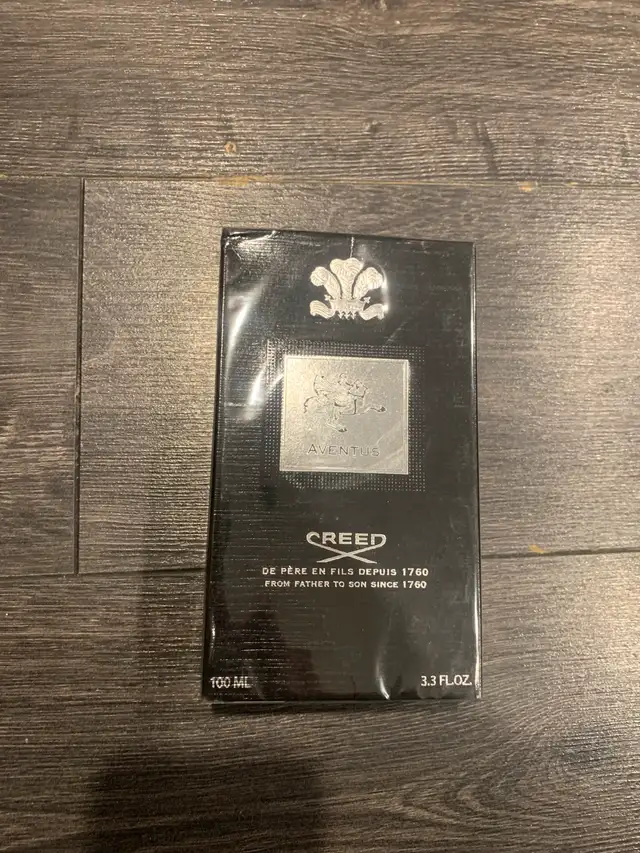 AVENTUS
CREED
DE PÈRE EN FILS DEPUIS 1760
FROM FATHER TO SON SINCE 1760
100 ML
3.3 FL.OZ.